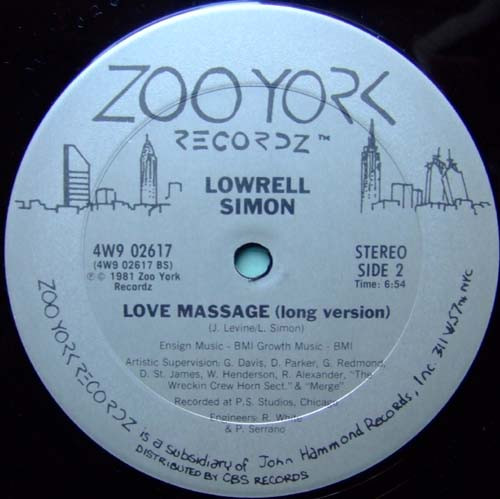 ZOO YORK
RECORDZ™
LOWRELL
SIMON
4W9 02617
(4W9 02617 BS)
℗ © 1981 Zoo York
Recordz
STEREO
SIDE 2
Time: 6:54
LOVE MASSAGE (long version)
(J. Levine/L. Simon)
Ensign Music - BMI Growth Music - BMI
Artistic Supervision: G. Davis, D. Parker, G. Redmond,
D. St. James, W. Henderson, R. Alexander, "The
Wreckin Crew Horn Sect." & "Merge"
Recorded at P.S. Studios, Chicago
Engineers: R. White
& P. Serrano
ZOO YORK RECORDZ is a subsidiary of John Hammond Records, Inc. 311 W. 57TH NYC
DISTRIBUTED BY CBS RECORDS